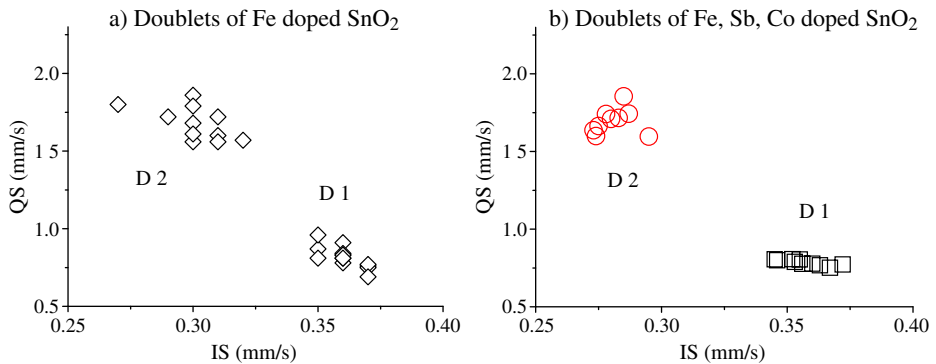 a) Doublets of Fe doped SnO2
2.0
1.5
1.0
0.5
QS (mm/s)
D 2
D 1
0.25 0.30 0.35 0.40
IS (mm/s)
b) Doublets of Fe, Sb, Co doped SnO2
2.0
1.5
1.0
0.5
QS (mm/s)
D 2
D 1
0.25 0.30 0.35 0.40
IS (mm/s)